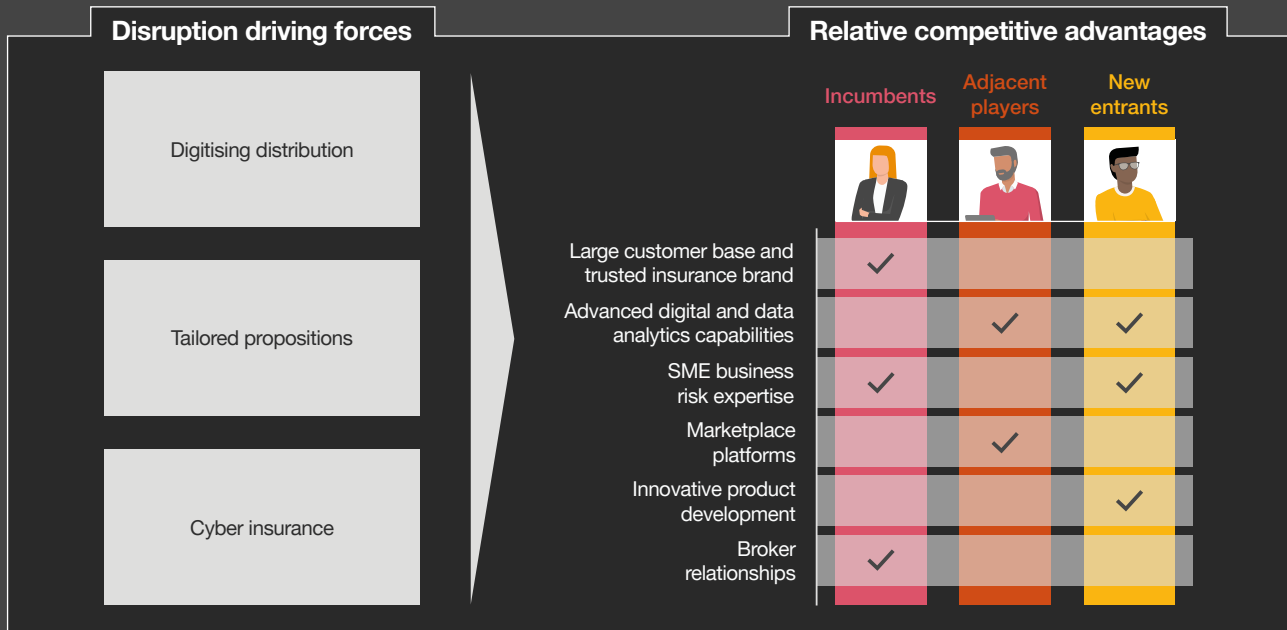 Disruption driving forces
Digitising distribution
Tailored propositions
Cyber insurance
Relative competitive advantages
Incumbents
Adjacent
players
New
entrants
Large customer base and
trusted insurance brand
Advanced digital and data
analytics capabilities
SME business
risk expertise
Marketplace
platforms
Innovative product
development
Broker
relationships